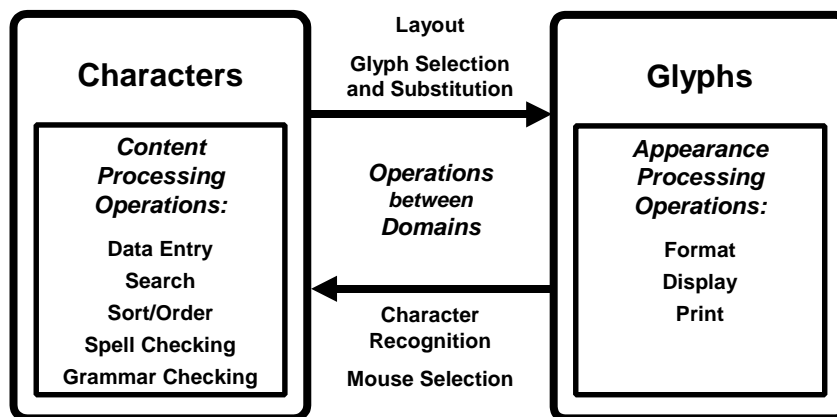 Characters
Content
Processing
Operations:
Data Entry
Search
Sort/Order
Spell Checking
Grammar Checking
Layout
Glyph Selection
and Substitution
Operations
between
Domains
Character
Recognition
Mouse Selection
Glyphs
Appearance
Processing
Operations:
Format
Display
Print